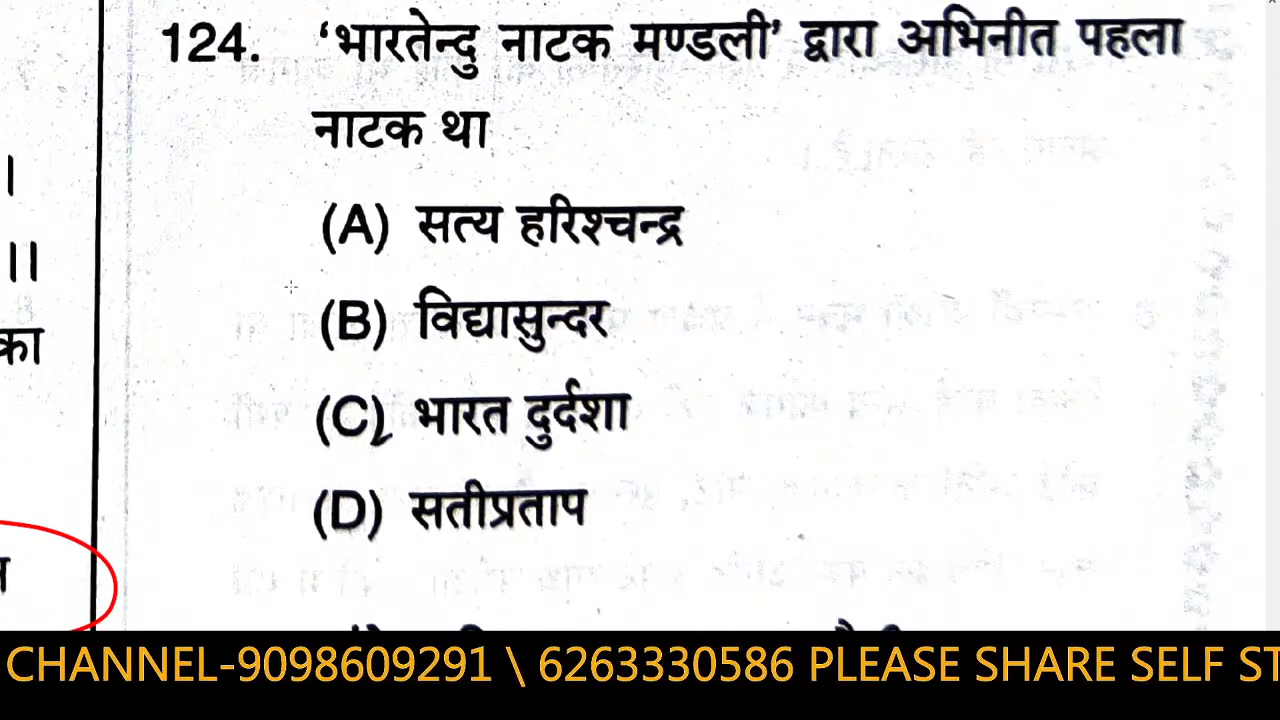 124. ‘भारतेन्दु नाटक मण्डली’ द्वारा अभिनीत पहला
नाटक था
।
(A) सत्य हरिश्चन्द्र
॥
(B) विद्यासुन्दर
का
(C) भारत दुर्दशा
(D) सतीप्रताप
CHANNEL-9098609291 \ 6263330586 PLEASE SHARE SELF ST